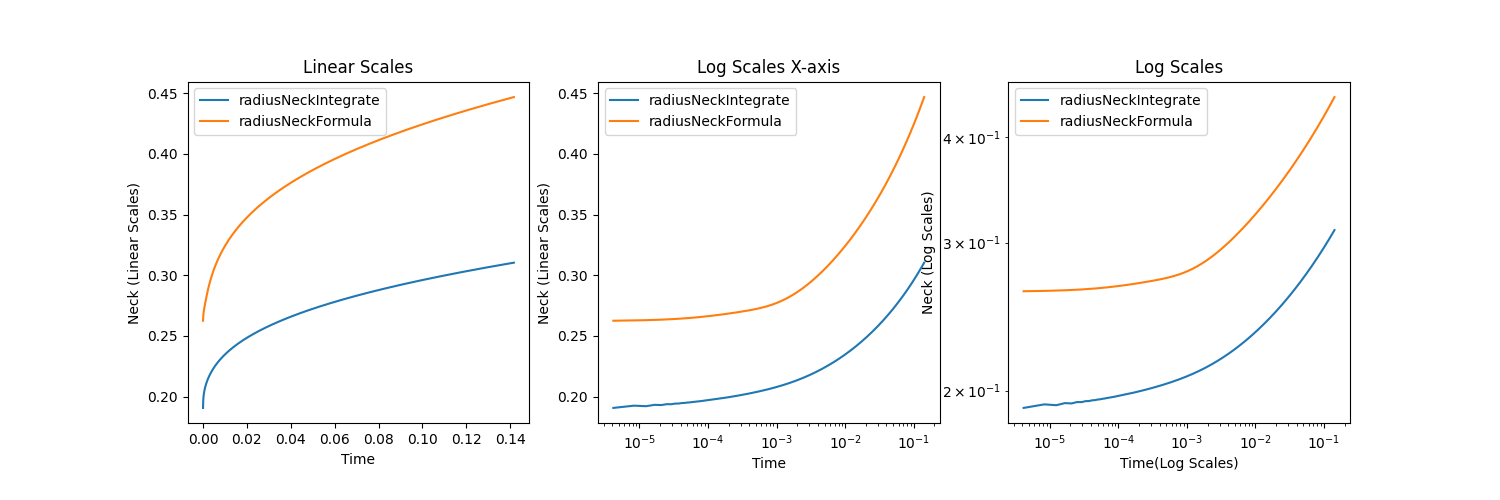 Linear Scales
Neck (Linear Scales)
0.45
0.40
0.35
0.30
0.25
0.20
radiusNeckIntegrate
radiusNeckFormula
0.00 0.02 0.04 0.06 0.08 0.10 0.12 0.14
Time
Log Scales X-axis
Neck (Linear Scales)
0.45
0.40
0.35
0.30
0.25
0.20
radiusNeckIntegrate
radiusNeckFormula
10⁻⁵ 10⁻⁴ 10⁻³ 10⁻² 10⁻¹
Time
Log Scales
Neck (Log Scales)
4 × 10⁻¹
3 × 10⁻¹
2 × 10⁻¹
radiusNeckIntegrate
radiusNeckFormula
10⁻⁵ 10⁻⁴ 10⁻³ 10⁻² 10⁻¹
Time(Log Scales)